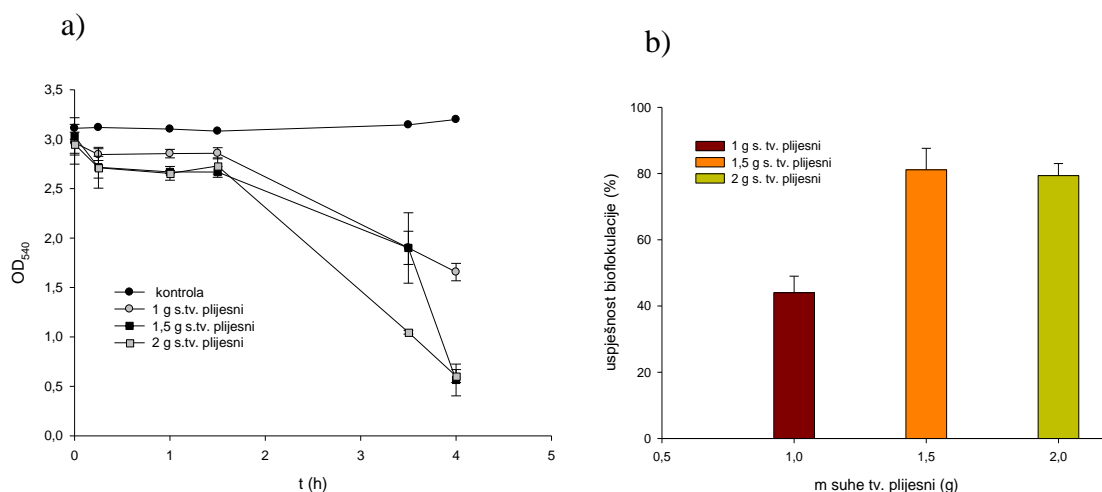 a)
3,5
3,0
2,5
2,0
1,5
1,0
0,5
0,0
OD540
kontrola
1 g s.tv. plijesni
1,5 g s.tv. plijesni
2 g s.tv. plijesni
0 1 2 3 4 5
t (h)
b)
100
80
60
40
20
0
uspješnost bioflokulacije (%)
1 g s. tv. plijesni
1,5 g s. tv. plijesni
2 g s. tv. plijesni
0,5 1,0 1,5 2,0
m suhe tv. plijesni (g)